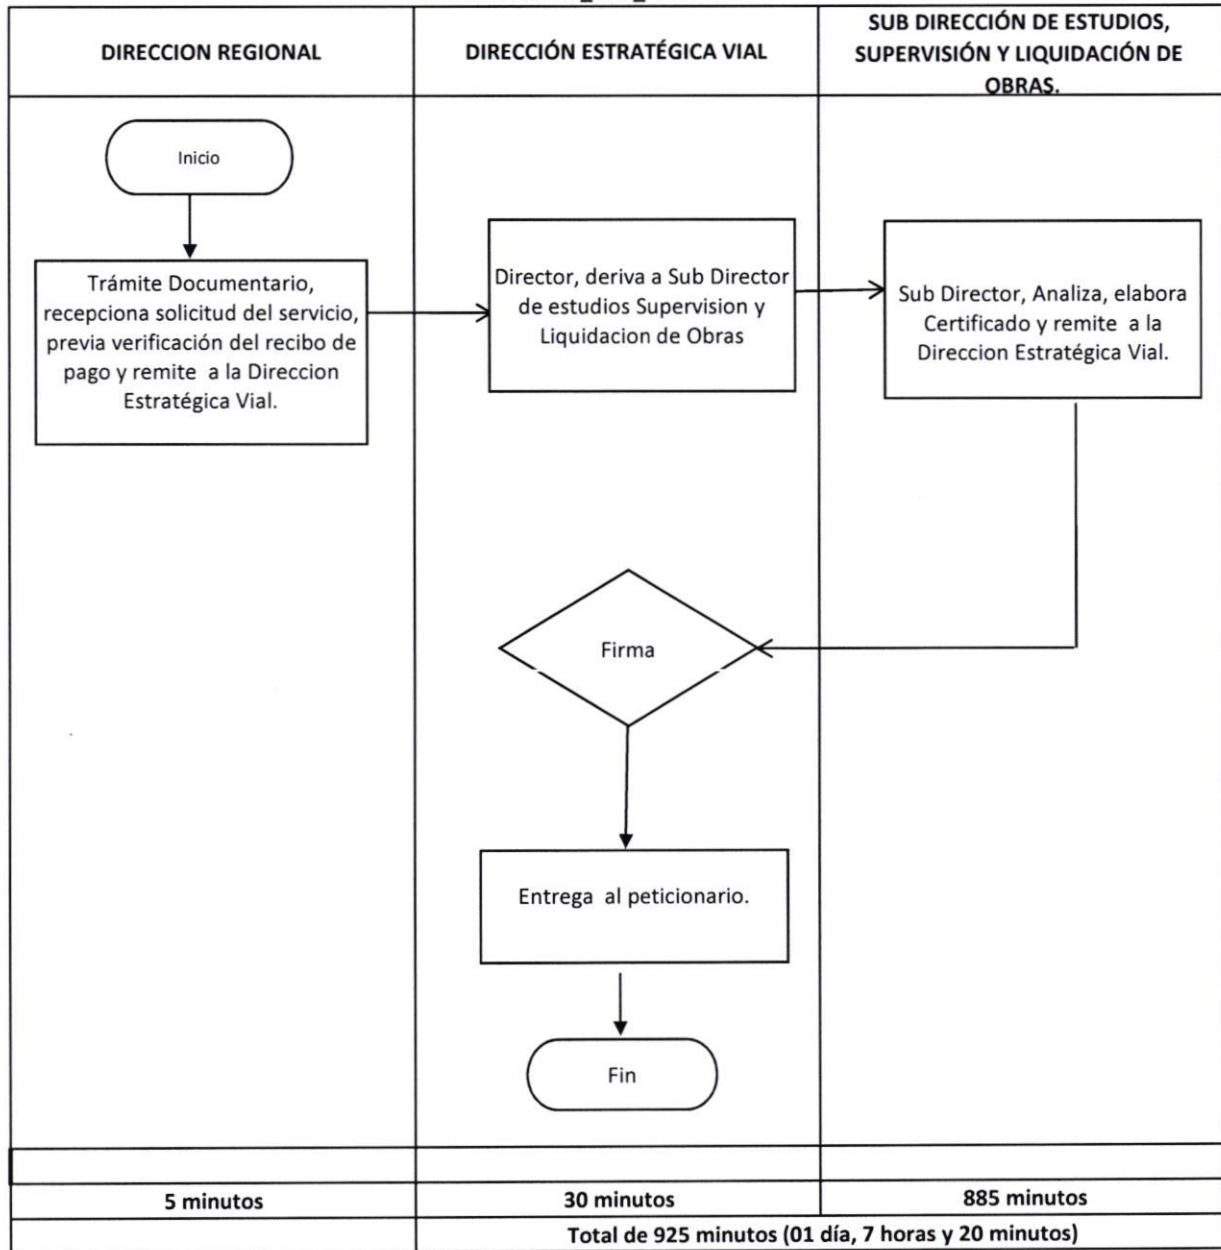 DIRECCION REGIONAL
DIRECCIÓN ESTRATÉGICA VIAL
SUB DIRECCIÓN DE ESTUDIOS,
SUPERVISIÓN Y LIQUIDACIÓN DE
OBRAS.
Inicio
Trámite Documentario,
recepciona solicitud del servicio,
previa verificación del recibo de
pago y remite a la Direccion
Estratégica Vial.
Director, deriva a Sub Director
de estudios Supervision y
Liquidacion de Obras
Sub Director, Analiza, elabora
Certificado y remite a la
Direccion Estratégica Vial.
Firma
Entrega al peticionario.
Fin
5 minutos
30 minutos
885 minutos
Total de 925 minutos (01 día, 7 horas y 20 minutos)